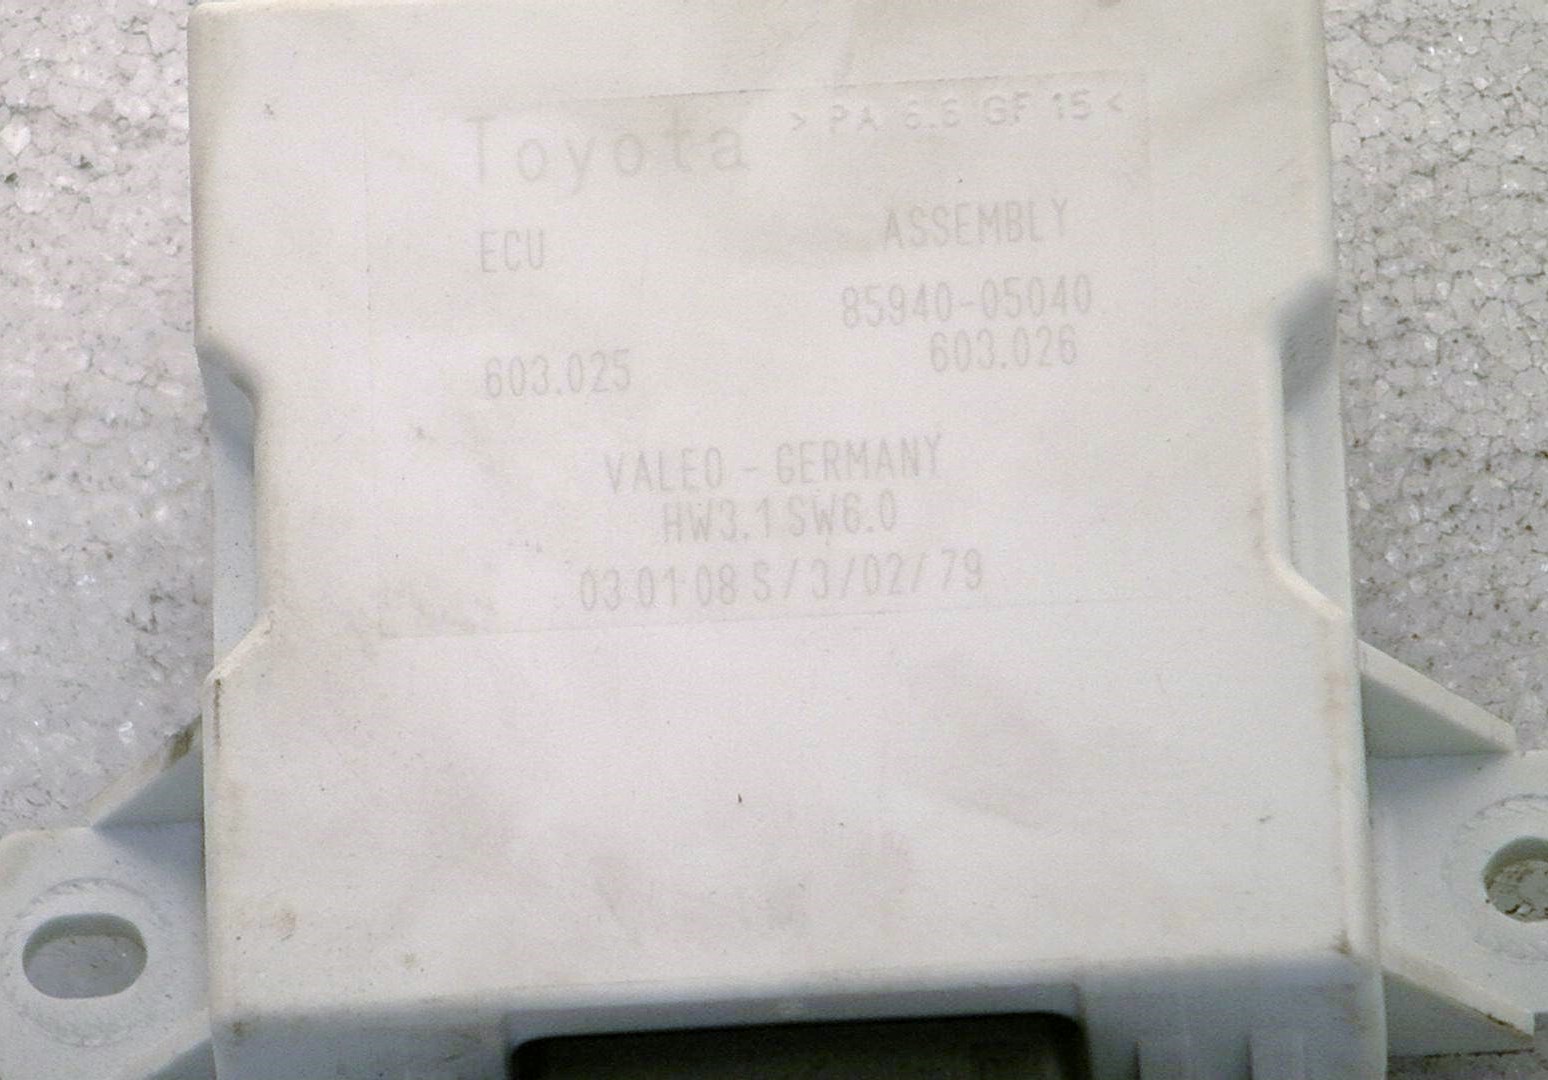 Toyota > PA 6.6 GF 15 <
ECU ASSEMBLY
85940-05040
603.025 603.026
VALEO - GERMANY
HW3.1 SW6.0
03 01 08 S/3/02/79